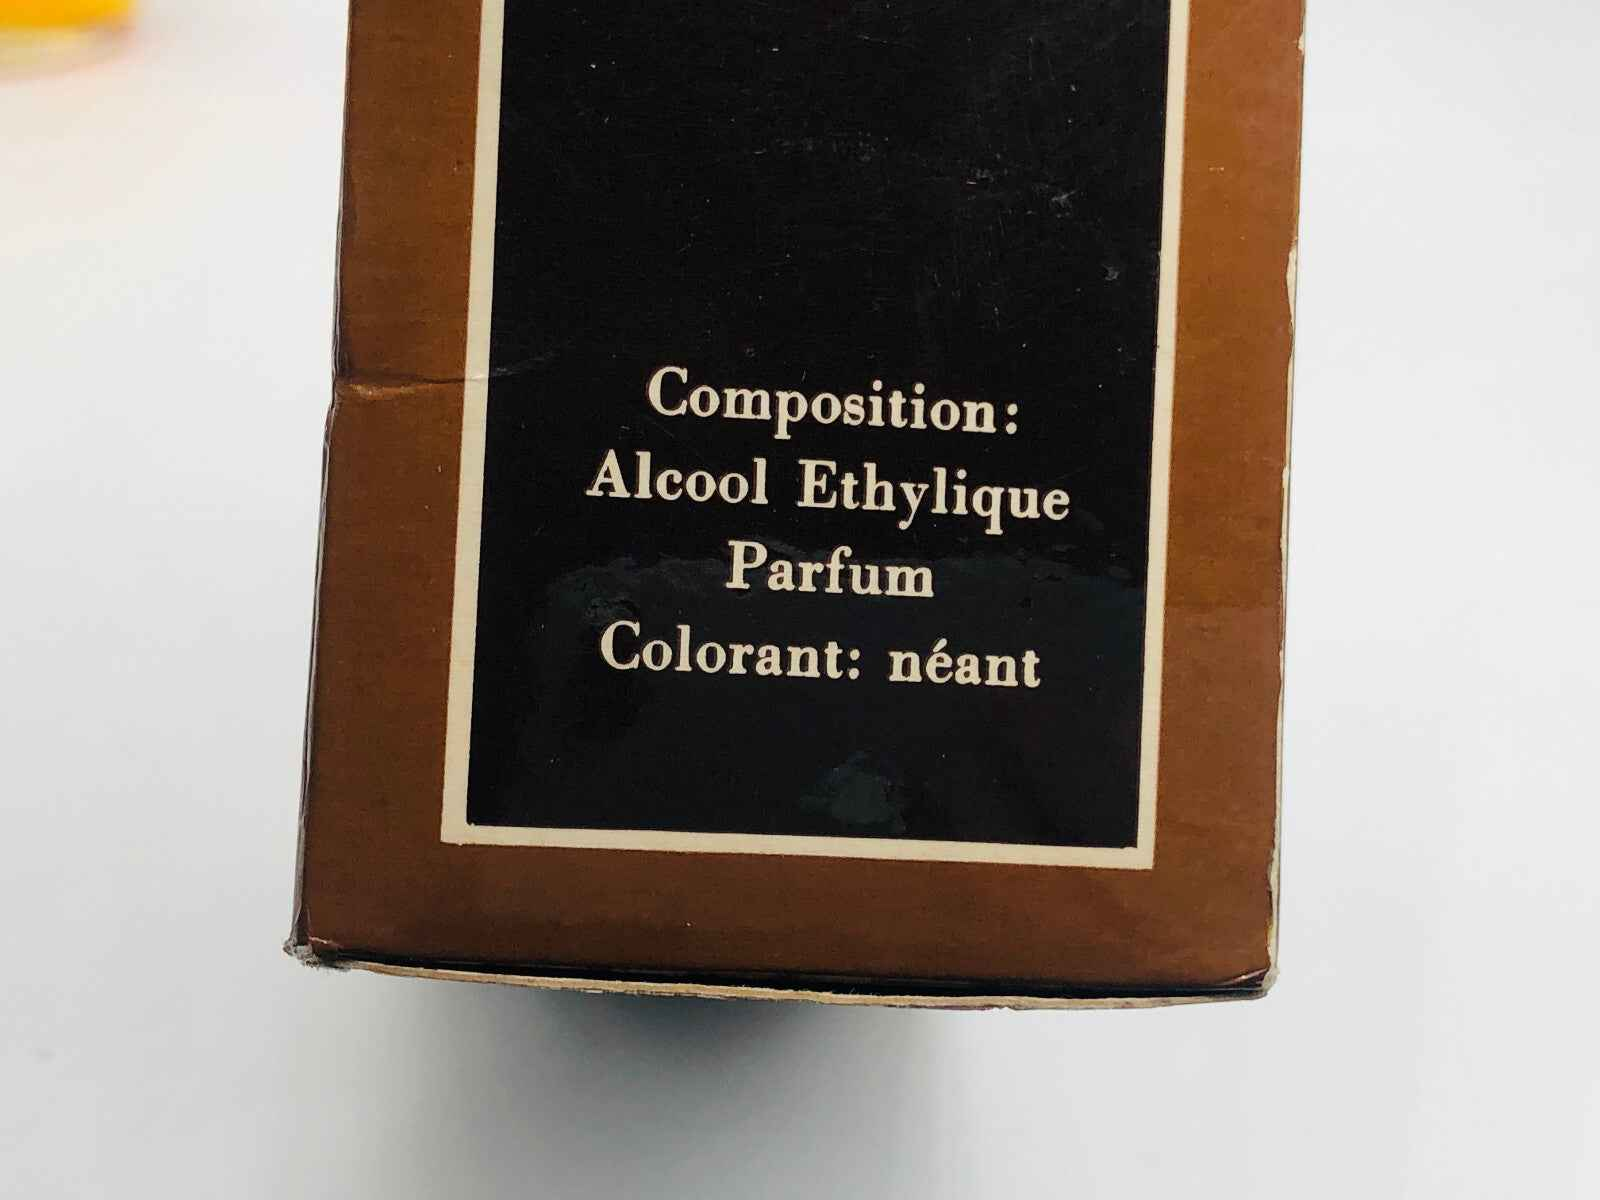 Composition:
Alcool Ethylique
Parfum
Colorant: néant